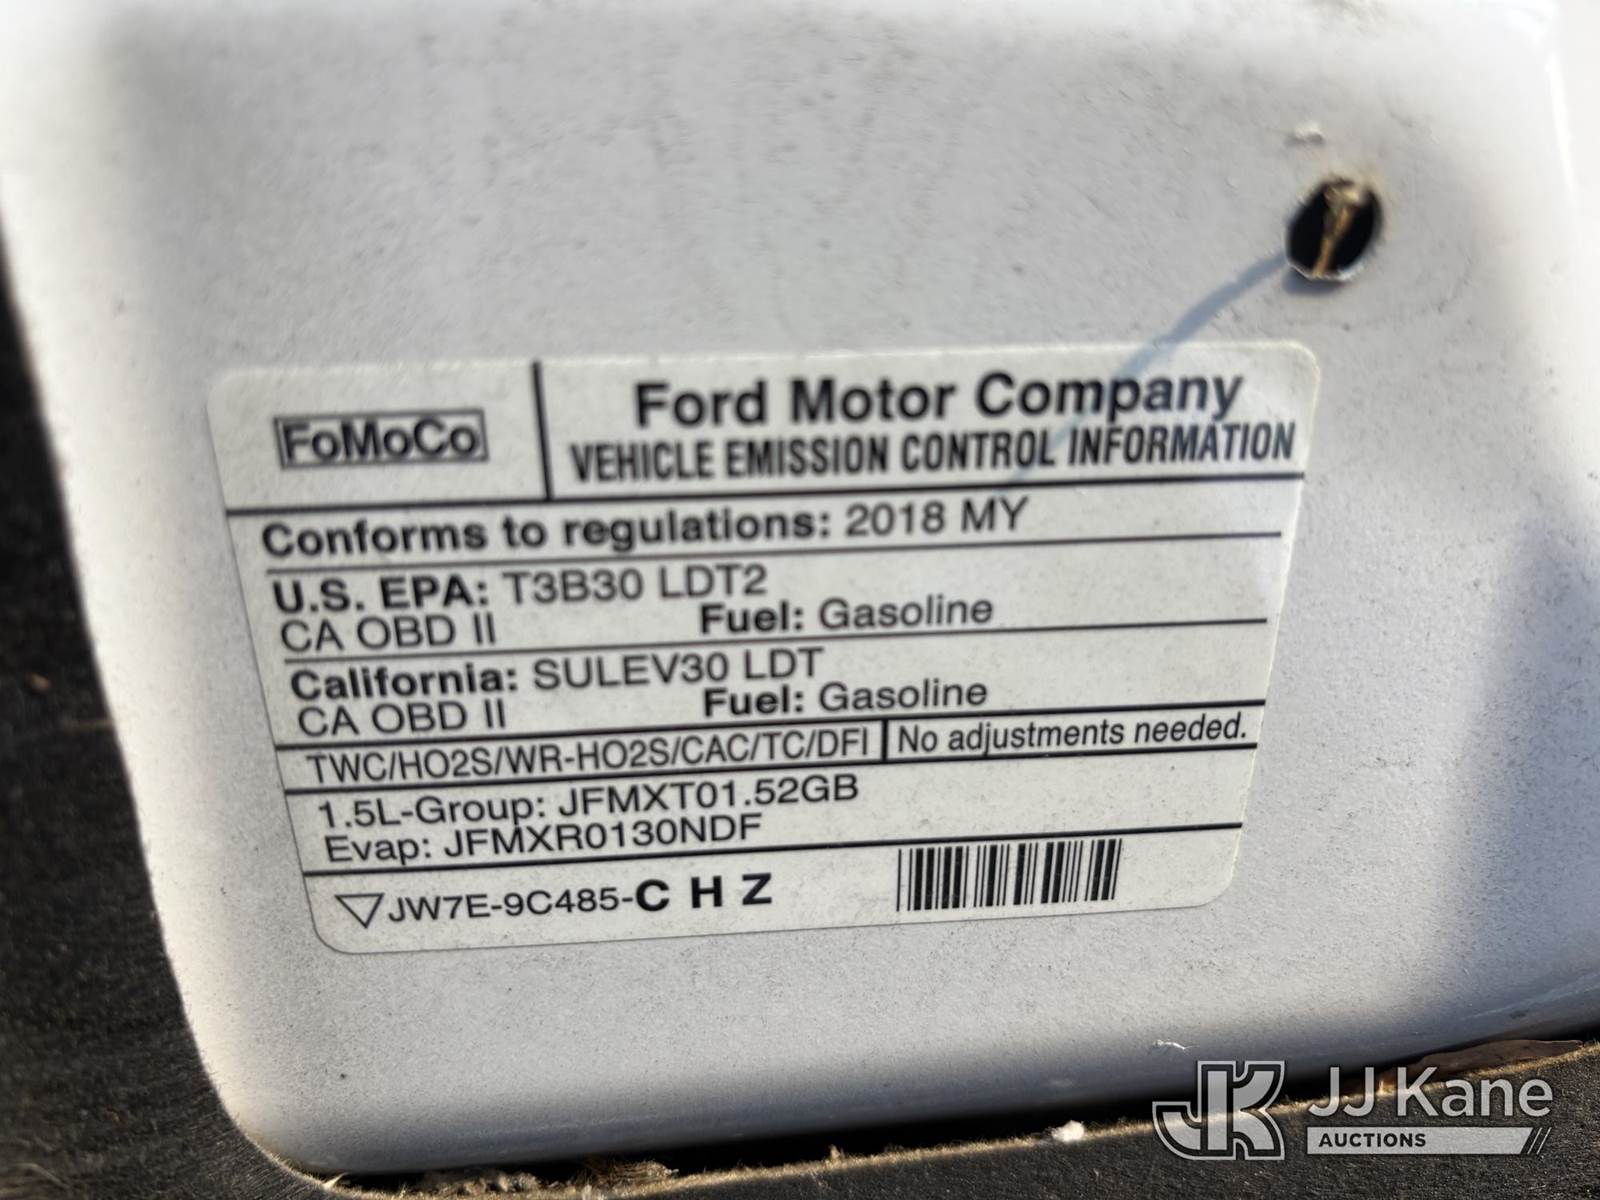 FoMoCo
Ford Motor Company
VEHICLE EMISSION CONTROL INFORMATION
Conforms to regulations: 2018 MY
U.S. EPA: T3B30 LDT2
CA OBD II Fuel: Gasoline
California: SULEV30 LDT
CA OBD II Fuel: Gasoline
TWC/HO2S/WR-HO2S/CAC/TC/DFI No adjustments needed.
1.5L-Group: JFMXT01.52GB
Evap: JFMXR0130NDF
JW7E-9C485-C H Z
JK JJ Kane
AUCTIONS